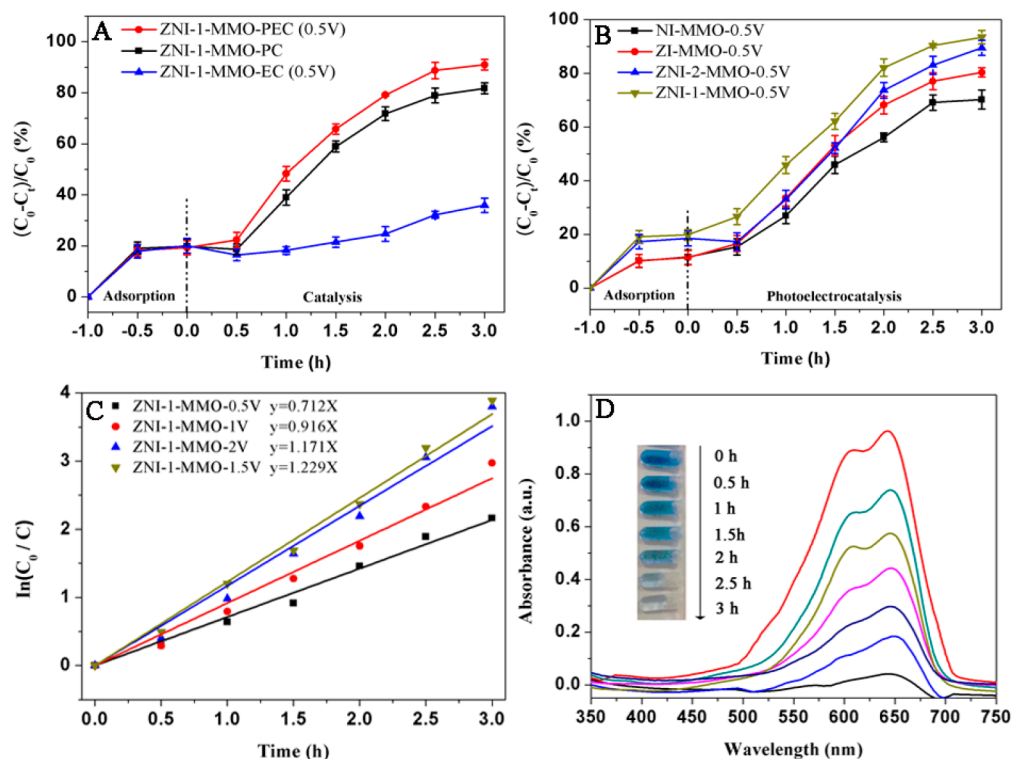 A
ZNI-1-MMO-PEC (0.5V)
ZNI-1-MMO-PC
ZNI-1-MMO-EC (0.5V)
(C0-Ct)/C0 (%)
100
80
60
40
20
0
Adsorption
Catalysis
-1.0 -0.5 0.0 0.5 1.0 1.5 2.0 2.5 3.0
Time (h)
B
NI-MMO-0.5V
ZI-MMO-0.5V
ZNI-2-MMO-0.5V
ZNI-1-MMO-0.5V
(C0-Ct)/C0 (%)
100
80
60
40
20
0
Adsorption
Photoelectrocatalysis
-1.0 -0.5 0.0 0.5 1.0 1.5 2.0 2.5 3.0
Time (h)
C
ZNI-1-MMO-0.5V y=0.712X
ZNI-1-MMO-1V y=0.916X
ZNI-1-MMO-2V y=1.171X
ZNI-1-MMO-1.5V y=1.229X
ln(C0 / C)
4
3
2
1
0
0.0 0.5 1.0 1.5 2.0 2.5 3.0
Time (h)
D
0 h
0.5 h
1 h
1.5h
2 h
2.5 h
3 h
Absorbance (a.u.)
1.0
0.8
0.6
0.4
0.2
0.0
350 400 450 500 550 600 650 700 750
Wavelength (nm)